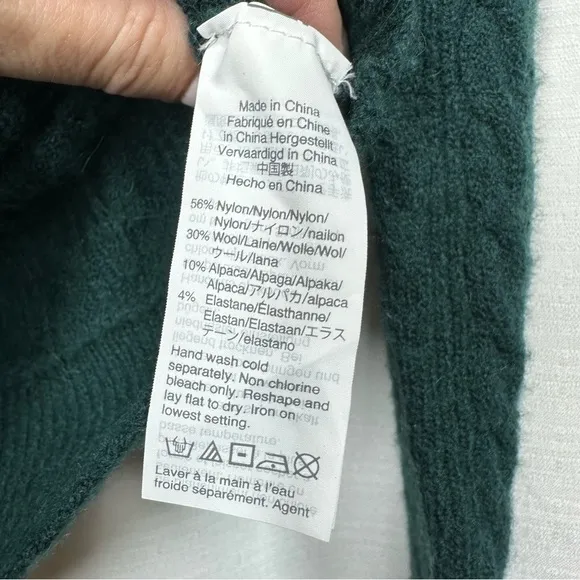 Made in China
Fabriqué en Chine
in China Hergestellt
Vervaardigd in China
中国製
Hecho en China
56% Nylon/Nylon/Nylon/
Nylon/ナイロン/nailon
30% Wool/Laine/Wolle/Wol/
ウール/lana
10% Alpaca/Alpaga/Alpaka/
Alpaca/アルパカ/alpaca
4% Elastane/Élasthanne/
Elastan/Elastaan/エラス
テーン/elastano
Hand wash cold
separately. Non chlorine
bleach only. Reshape and
lay flat to dry. Iron on
lowest setting.
Laver à la main à l'eau
froide séparément. Agent